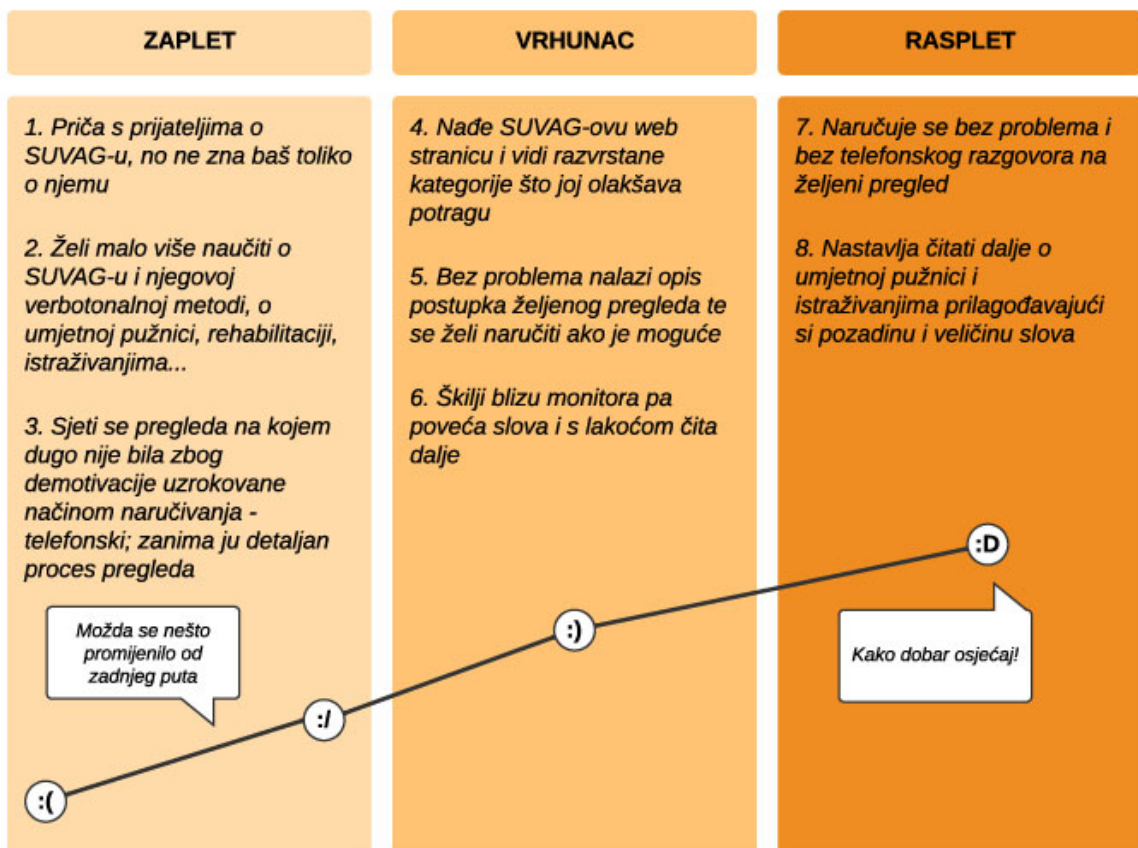 ZAPLET
1. Priča s prijateljima o
SUVAG-u, no ne zna baš toliko
o njemu
2. Želi malo više naučiti o
SUVAG-u i njegovoj
verbotonalnoj metodi, o
umjetnoj pužnici, rehabilitaciji,
istraživanjima...
3. Sjeti se pregleda na kojem
dugo nije bila zbog
demotivacije uzrokovane
načinom naručivanja -
telefonski; zanima ju detaljan
proces pregleda
Možda se nešto
promijenilo od
zadnjeg puta
:(
:/
VRHUNAC
4. Nađe SUVAG-ovu web
stranicu i vidi razvrstane
kategorije što joj olakšava
potragu
5. Bez problema nalazi opis
postupka željenog pregleda te
se želi naručiti ako je moguće
6. Škilji blizu monitora pa
poveća slova i s lakoćom čita
dalje
:)
RASPLET
7. Naručuje se bez problema i
bez telefonskog razgovora na
željeni pregled
8. Nastavlja čitati dalje o
umjetnoj pužnici i
istraživanjima prilagođavajući
si pozadinu i veličinu slova
:D
Kako dobar osjećaj!